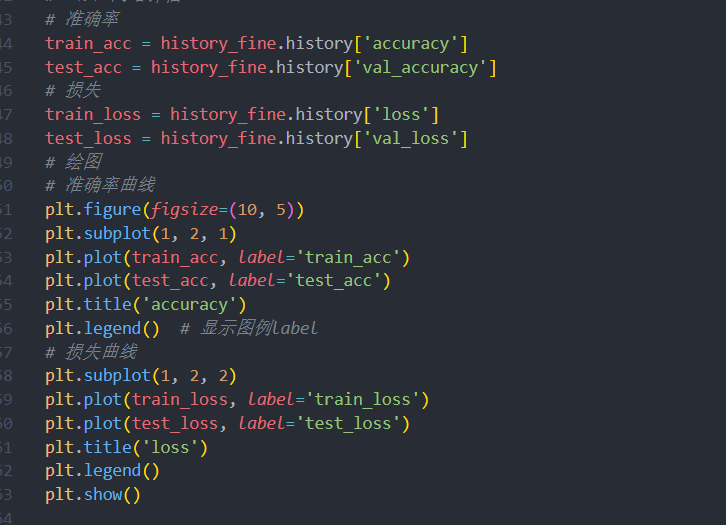 43 # 准确率
44 train_acc = history_fine.history['accuracy']
45 test_acc = history_fine.history['val_accuracy']
46 # 损失
47 train_loss = history_fine.history['loss']
48 test_loss = history_fine.history['val_loss']
49 # 绘图
50 # 准确率曲线
51 plt.figure(figsize=(10, 5))
52 plt.subplot(1, 2, 1)
53 plt.plot(train_acc, label='train_acc')
54 plt.plot(test_acc, label='test_acc')
55 plt.title('accuracy')
56 plt.legend()  # 显示图例label
57 # 损失曲线
58 plt.subplot(1, 2, 2)
59 plt.plot(train_loss, label='train_loss')
60 plt.plot(test_loss, label='test_loss')
61 plt.title('loss')
62 plt.legend()
63 plt.show()
64